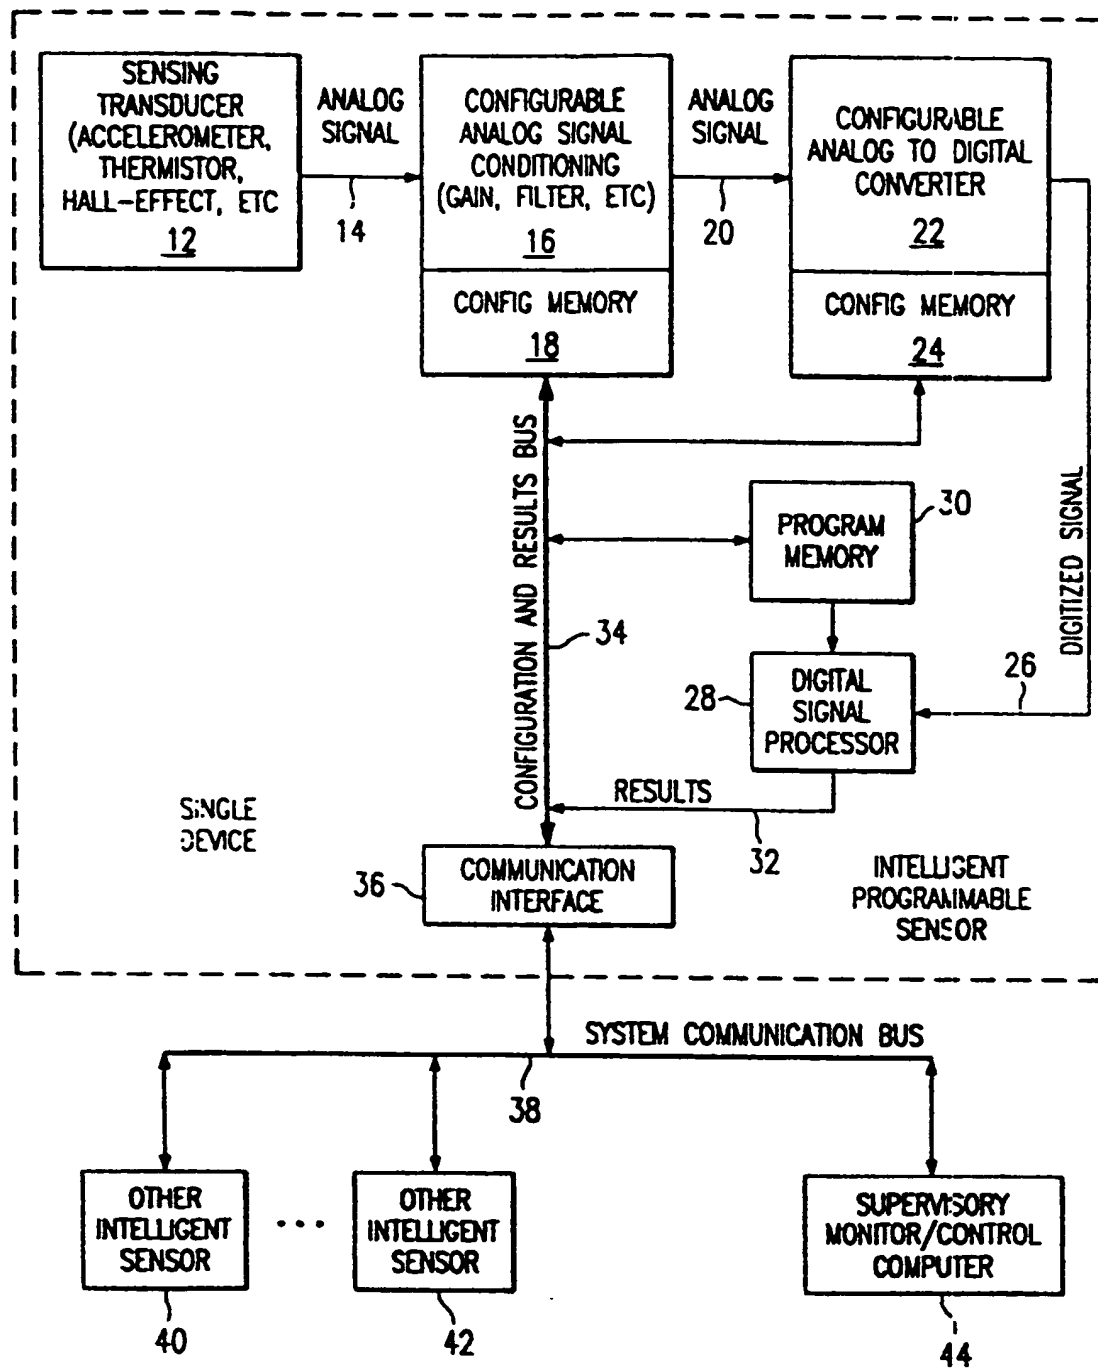 SENSING
TRANSDUCER
(ACCELEROMETER,
THERMISTOR,
HALL-EFFECT, ETC
12
ANALOG
SIGNAL
14
CONFIGURABLE
ANALOG SIGNAL
CONDITIONING
(GAIN, FILTER, ETC)
16
CONFIG MEMORY
18
ANALOG
SIGNAL
20
CONFIGURABLE
ANALOG TO DIGITAL
CONVERTER
22
CONFIG MEMORY
24
CONFIGURATION AND RESULTS BUS
34
PROGRAM
MEMORY
30
DIGITIZED SIGNAL
26
DIGITAL
SIGNAL
PROCESSOR
28
RESULTS
32
SINGLE
DEVICE
COMMUNICATION
INTERFACE
36
INTELLIGENT
PROGRAMMABLE
SENSOR
SYSTEM COMMUNICATION BUS
38
OTHER
INTELLIGENT
SENSOR
40
OTHER
INTELLIGENT
SENSOR
42
SUPERVISORY
MONITOR/CONTROL
COMPUTER
44